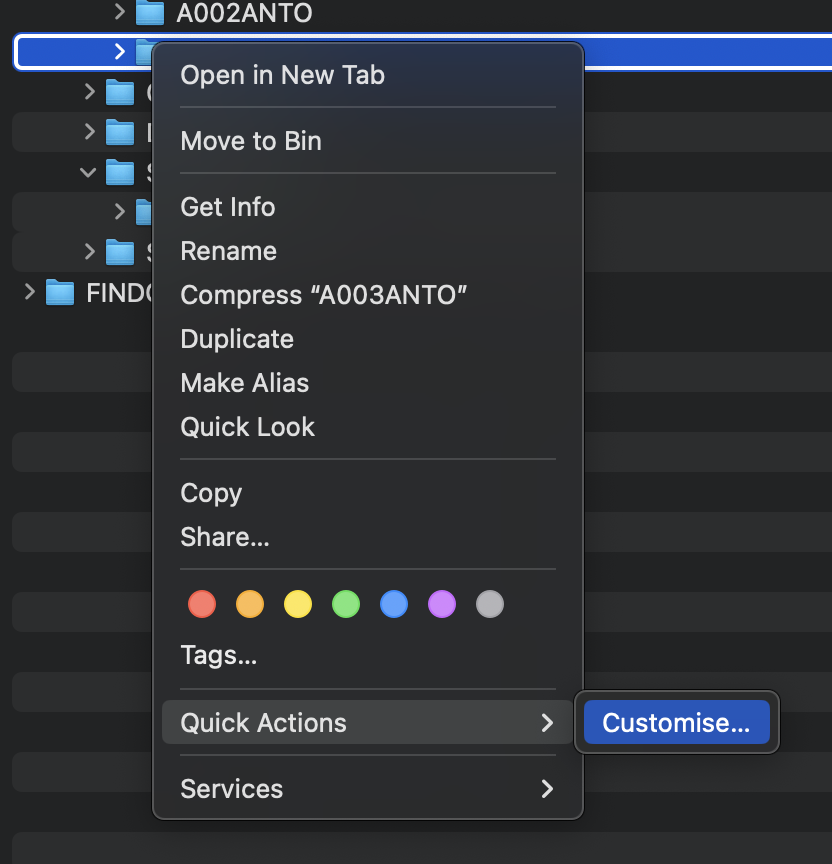 A002ANTO
Open in New Tab
Move to Bin
Get Info
Rename
Compress “A003ANTO”
FIND
Duplicate
Make Alias
Quick Look
Copy
Share...
Tags...
Quick Actions
Customise...
Services